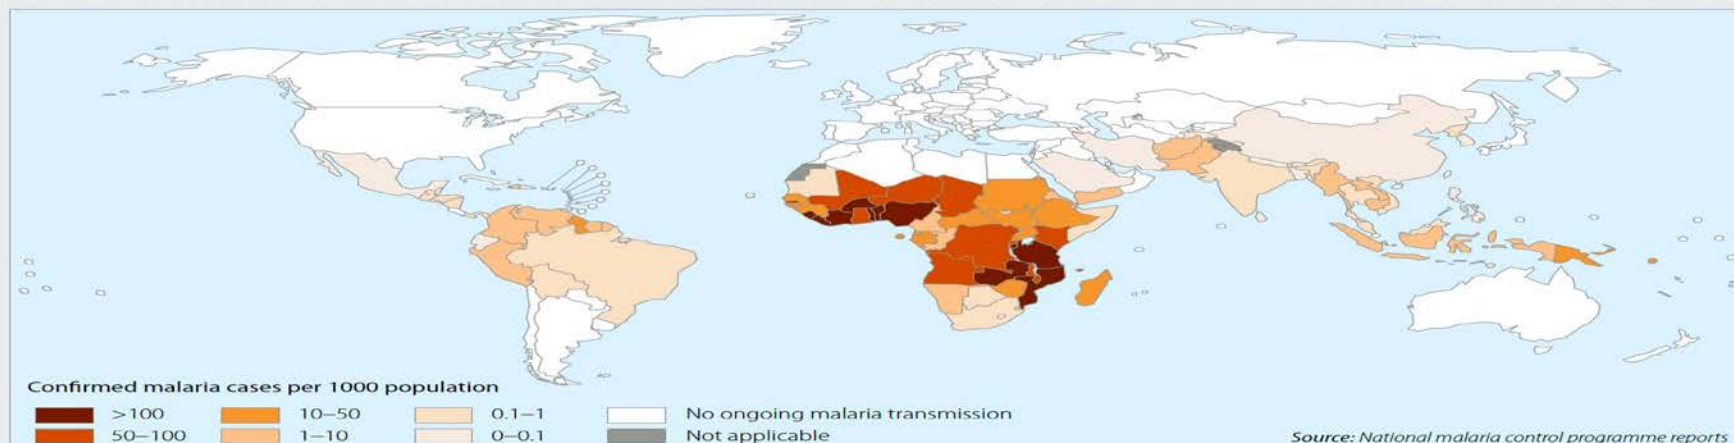 Confirmed malaria cases per 1000 population
>100
50–100
10–50
1–10
0.1–1
0–0.1
No ongoing malaria transmission
Not applicable
Source: National malaria control programme reports